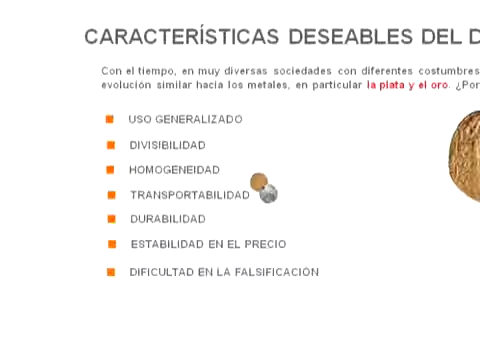 CARACTERÍSTICAS DESEABLES DEL
Con el tiempo, en muy diversas sociedades con diferentes costumbres
evolución similar hacia los metales, en particular la plata y el oro. ¿Por
USO GENERALIZADO
DIVISIBILIDAD
HOMOGENEIDAD
TRANSPORTABILIDAD
DURABILIDAD
ESTABILIDAD EN EL PRECIO
DIFICULTAD EN LA FALSIFICACIÓN